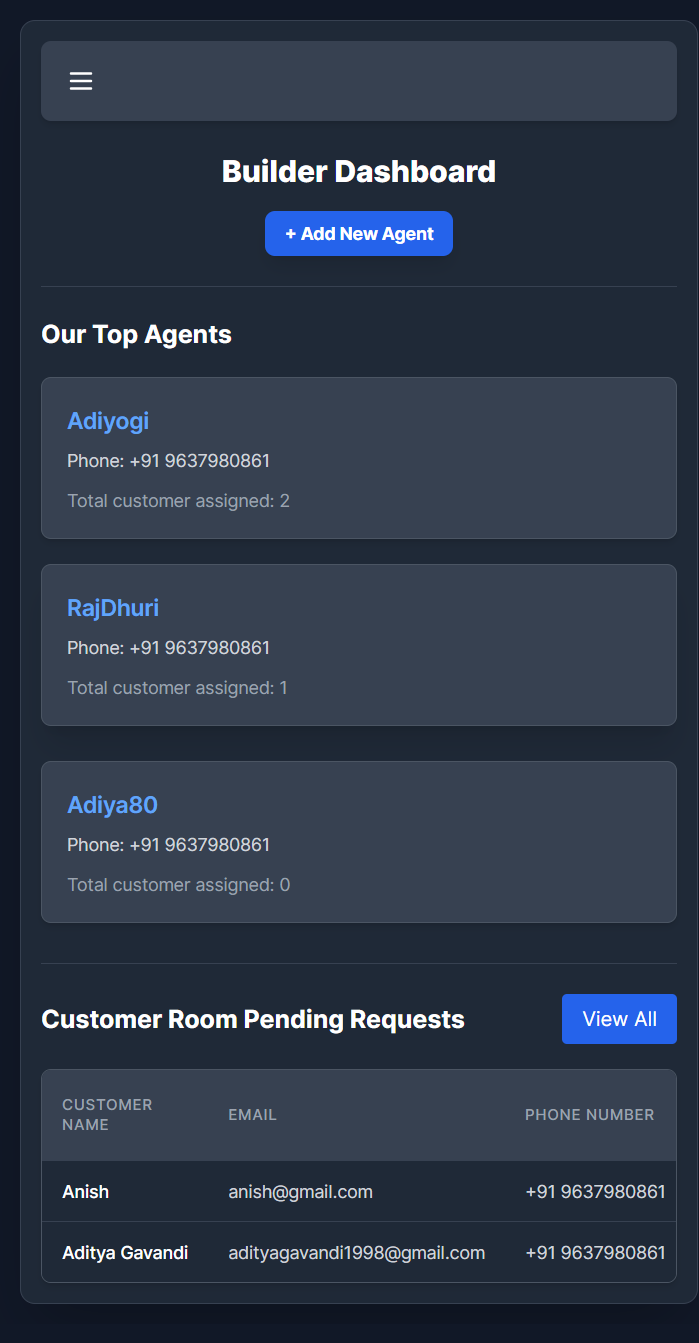 Builder Dashboard
+ Add New Agent
Our Top Agents
Adiyogi
Phone: +91 9637980861
Total customer assigned: 2
RajDhuri
Phone: +91 9637980861
Total customer assigned: 1
Adiya80
Phone: +91 9637980861
Total customer assigned: 0
Customer Room Pending Requests
View All
CUSTOMER
NAME
EMAIL
PHONE NUMBER
Anish
anish@gmail.com
+91 9637980861
Aditya Gavandi
adityagavandi1998@gmail.com
+91 9637980861